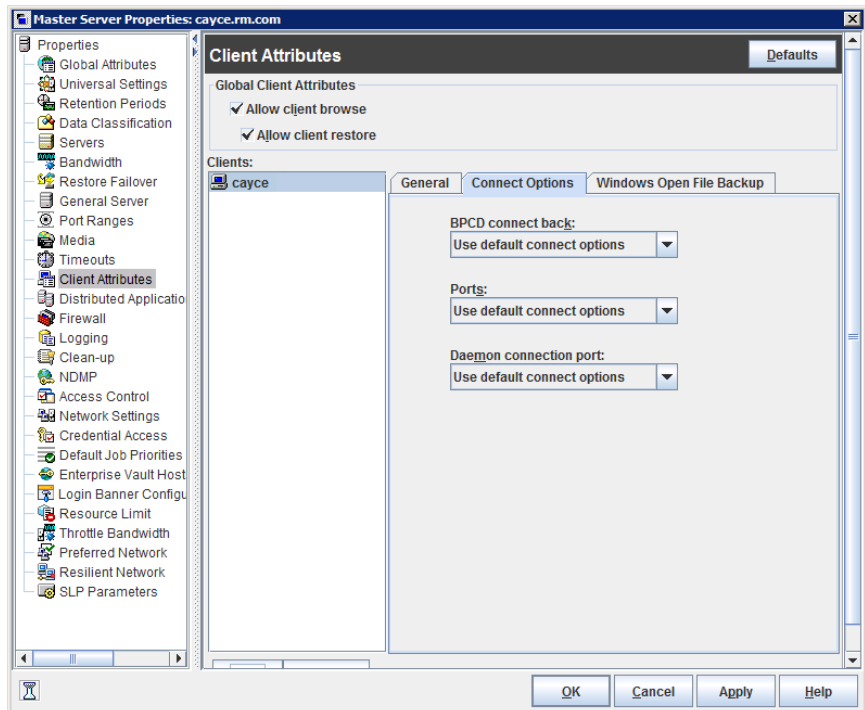 Master Server Properties: cayce.rm.com
Properties
Global Attributes
Universal Settings
Retention Periods
Data Classification
Servers
Bandwidth
Restore Failover
General Server
Port Ranges
Media
Timeouts
Client Attributes
Distributed Applicatio
Firewall
Logging
Clean-up
NDMP
Access Control
Network Settings
Credential Access
Default Job Priorities
Enterprise Vault Host
Login Banner Configu
Resource Limit
Throttle Bandwidth
Preferred Network
Resilient Network
SLP Parameters
Client Attributes
Defaults
Global Client Attributes
Allow client browse
Allow client restore
Clients:
cayce
General Connect Options Windows Open File Backup
BPCD connect back:
Use default connect options
Ports:
Use default connect options
Daemon connection port:
Use default connect options
OK Cancel Apply Help